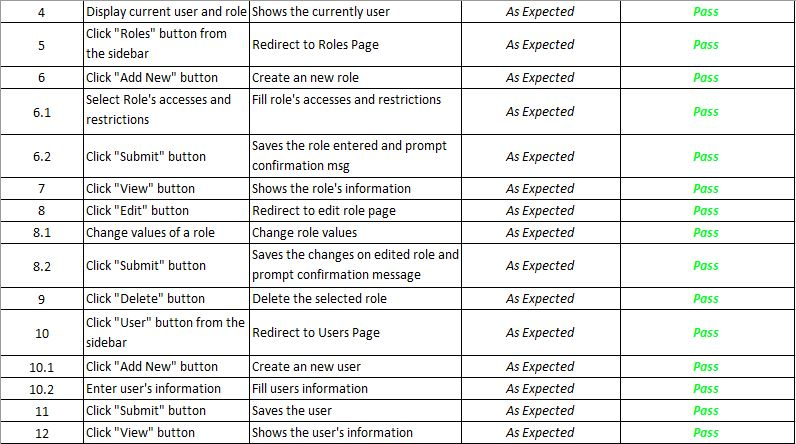 4 Display current user and role Shows the currently user As Expected Pass
5 Click "Roles" button from the sidebar Redirect to Roles Page As Expected Pass
6 Click "Add New" button Create an new role As Expected Pass
6.1 Select Role's accesses and restrictions Fill role's accesses and restrictions As Expected Pass
6.2 Click "Submit" button Saves the role entered and prompt confirmation msg As Expected Pass
7 Click "View" button Shows the role's information As Expected Pass
8 Click "Edit" button Redirect to edit role page As Expected Pass
8.1 Change values of a role Change role values As Expected Pass
8.2 Click "Submit" button Saves the changes on edited role and prompt confirmation message As Expected Pass
9 Click "Delete" button Delete the selected role As Expected Pass
10 Click "User" button from the sidebar Redirect to Users Page As Expected Pass
10.1 Click "Add New" button Create an new user As Expected Pass
10.2 Enter user's information Fill users information As Expected Pass
11 Click "Submit" button Saves the user As Expected Pass
12 Click "View" button Shows the user's information As Expected Pass